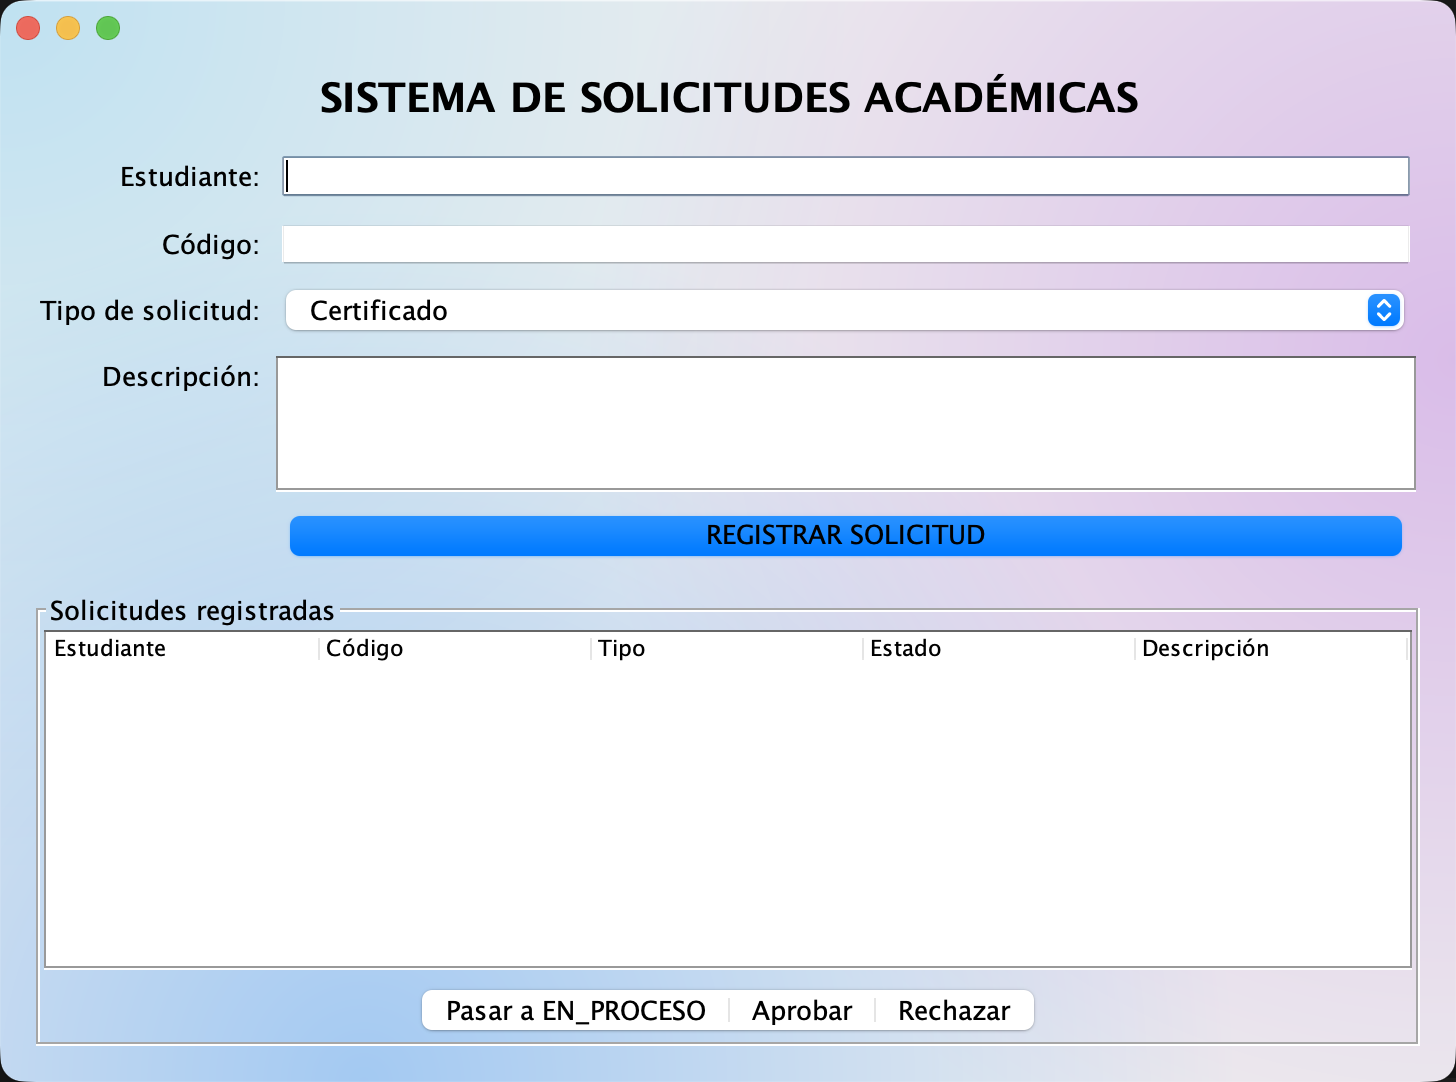 SISTEMA DE SOLICITUDES ACADÉMICAS
Estudiante:
Código:
Tipo de solicitud: Certificado
Descripción:
REGISTRAR SOLICITUD
Solicitudes registradas
Estudiante Código Tipo Estado Descripción
Pasar a EN_PROCESO Aprobar Rechazar